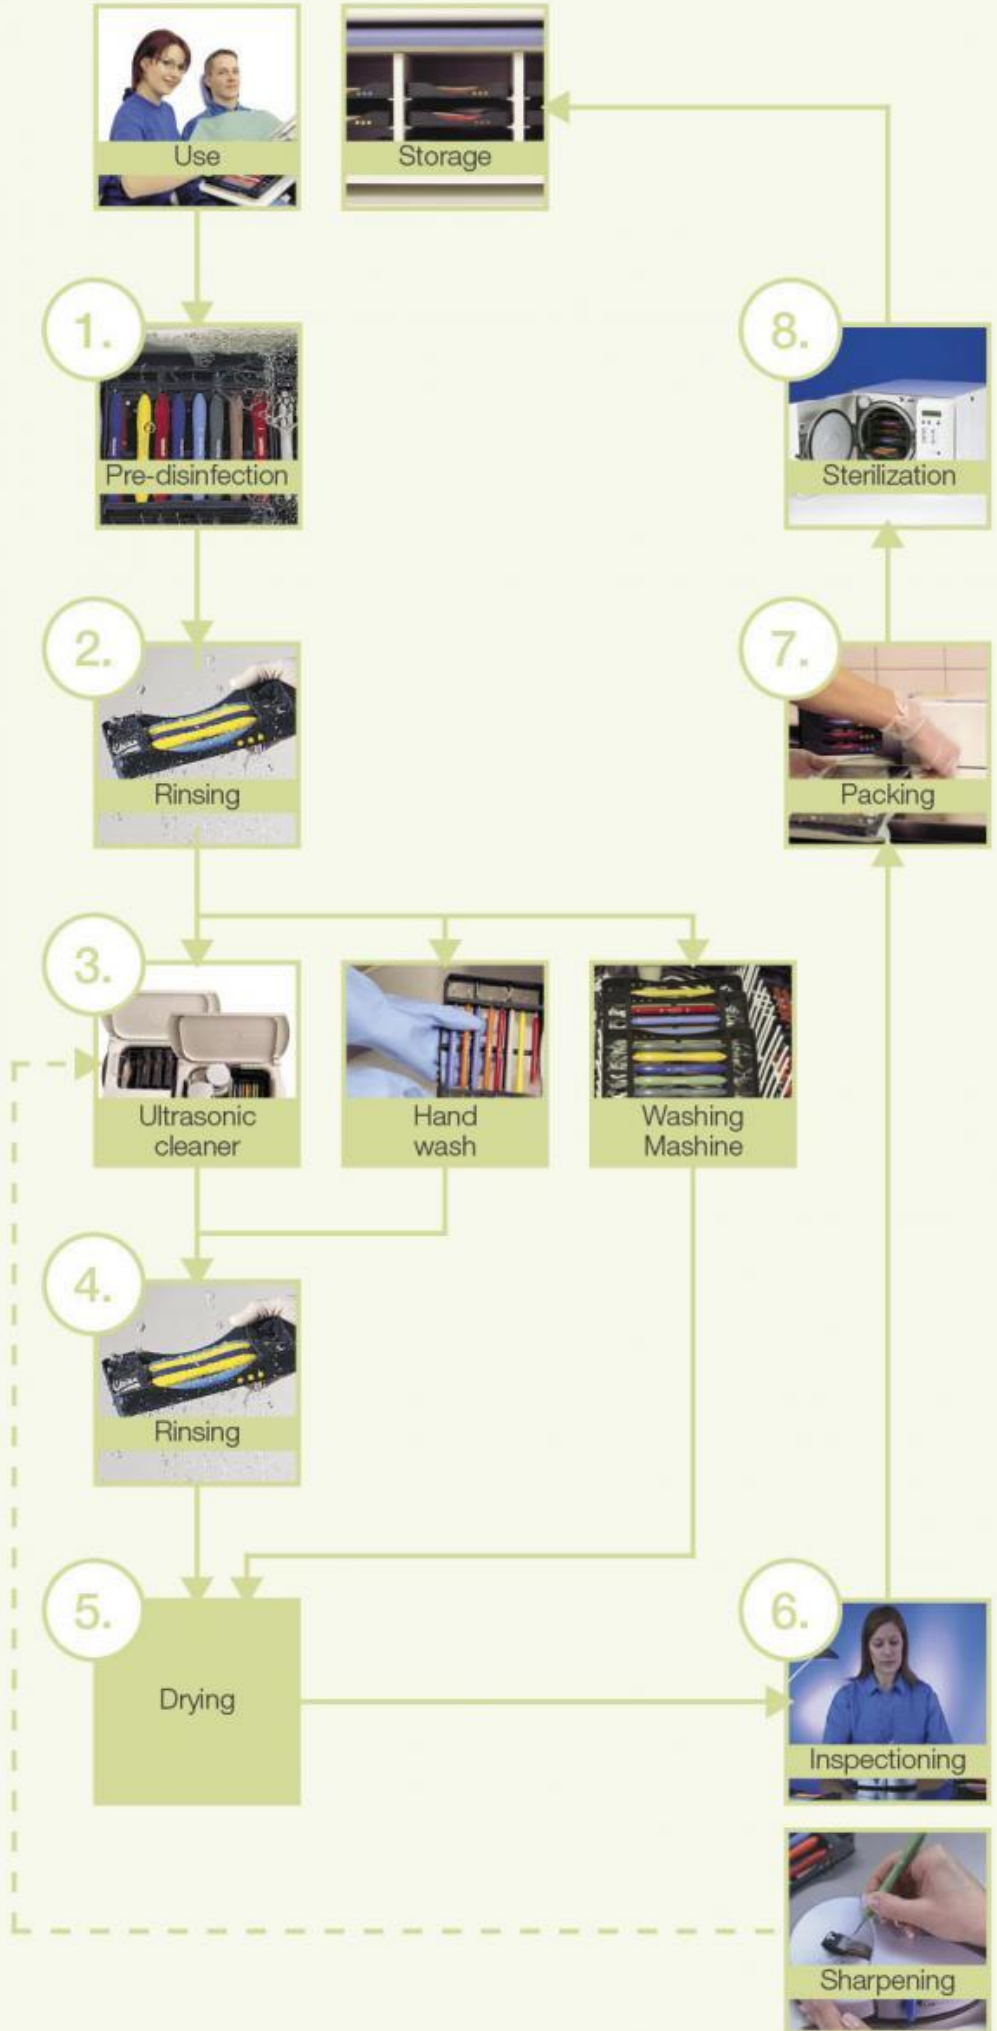 Use
Storage
1.
Pre-disinfection
8.
Sterilization
2.
Rinsing
7.
Packing
3.
Ultrasonic
cleaner
Hand
wash
Washing
Mashine
4.
Rinsing
5.
Drying
6.
Inspectioning
Sharpening